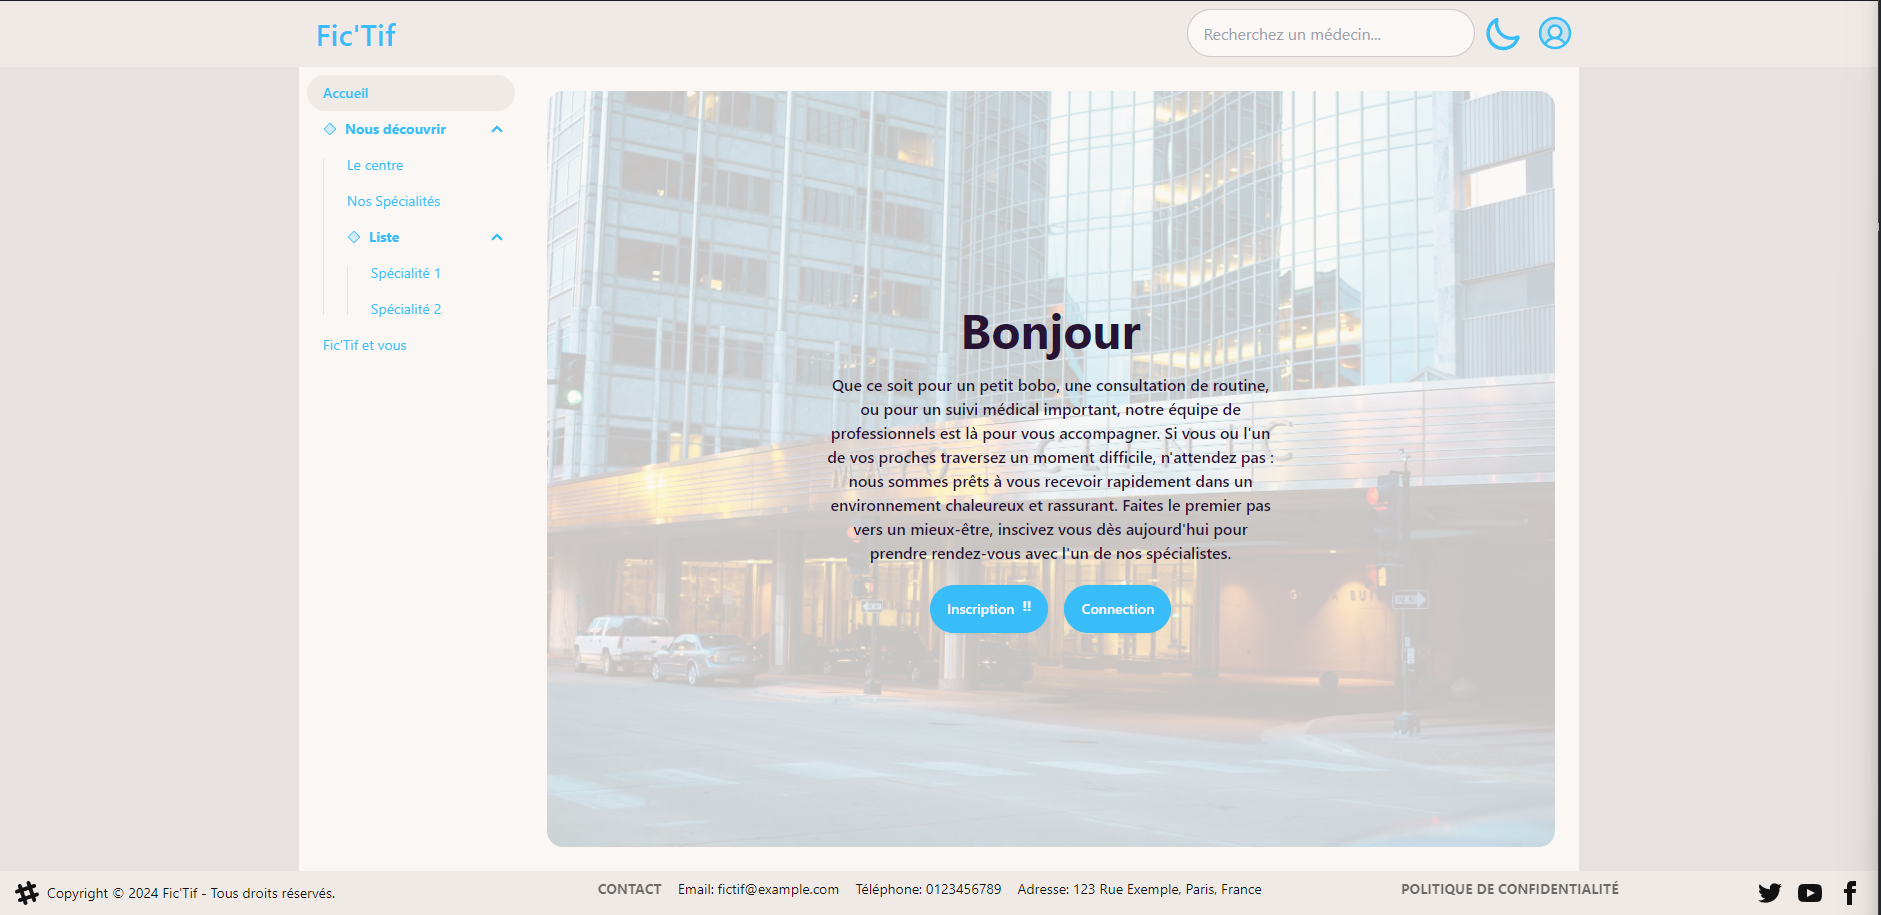 Fic'Tif
Recherchez un médecin...
Accueil
Nous découvrir
Le centre
Nos Spécialités
Liste
Spécialité 1
Spécialité 2
Fic'Tif et vous
CLINIC
Bonjour
Que ce soit pour un petit bobo, une consultation de routine,
ou pour un suivi médical important, notre équipe de
professionnels est là pour vous accompagner. Si vous ou l'un
de vos proches traversez un moment difficile, n'attendez pas :
nous sommes prêts à vous recevoir rapidement dans un
environnement chaleureux et rassurant. Faites le premier pas
vers un mieux-être, inscivez vous dès aujourd'hui pour
prendre rendez-vous avec l'un de nos spécialistes.
Inscription !!
Connection
Copyright © 2024 Fic'Tif - Tous droits réservés.
CONTACT Email: fictif@example.com Téléphone: 0123456789 Adresse: 123 Rue Exemple, Paris, France
POLITIQUE DE CONFIDENTIALITÉ